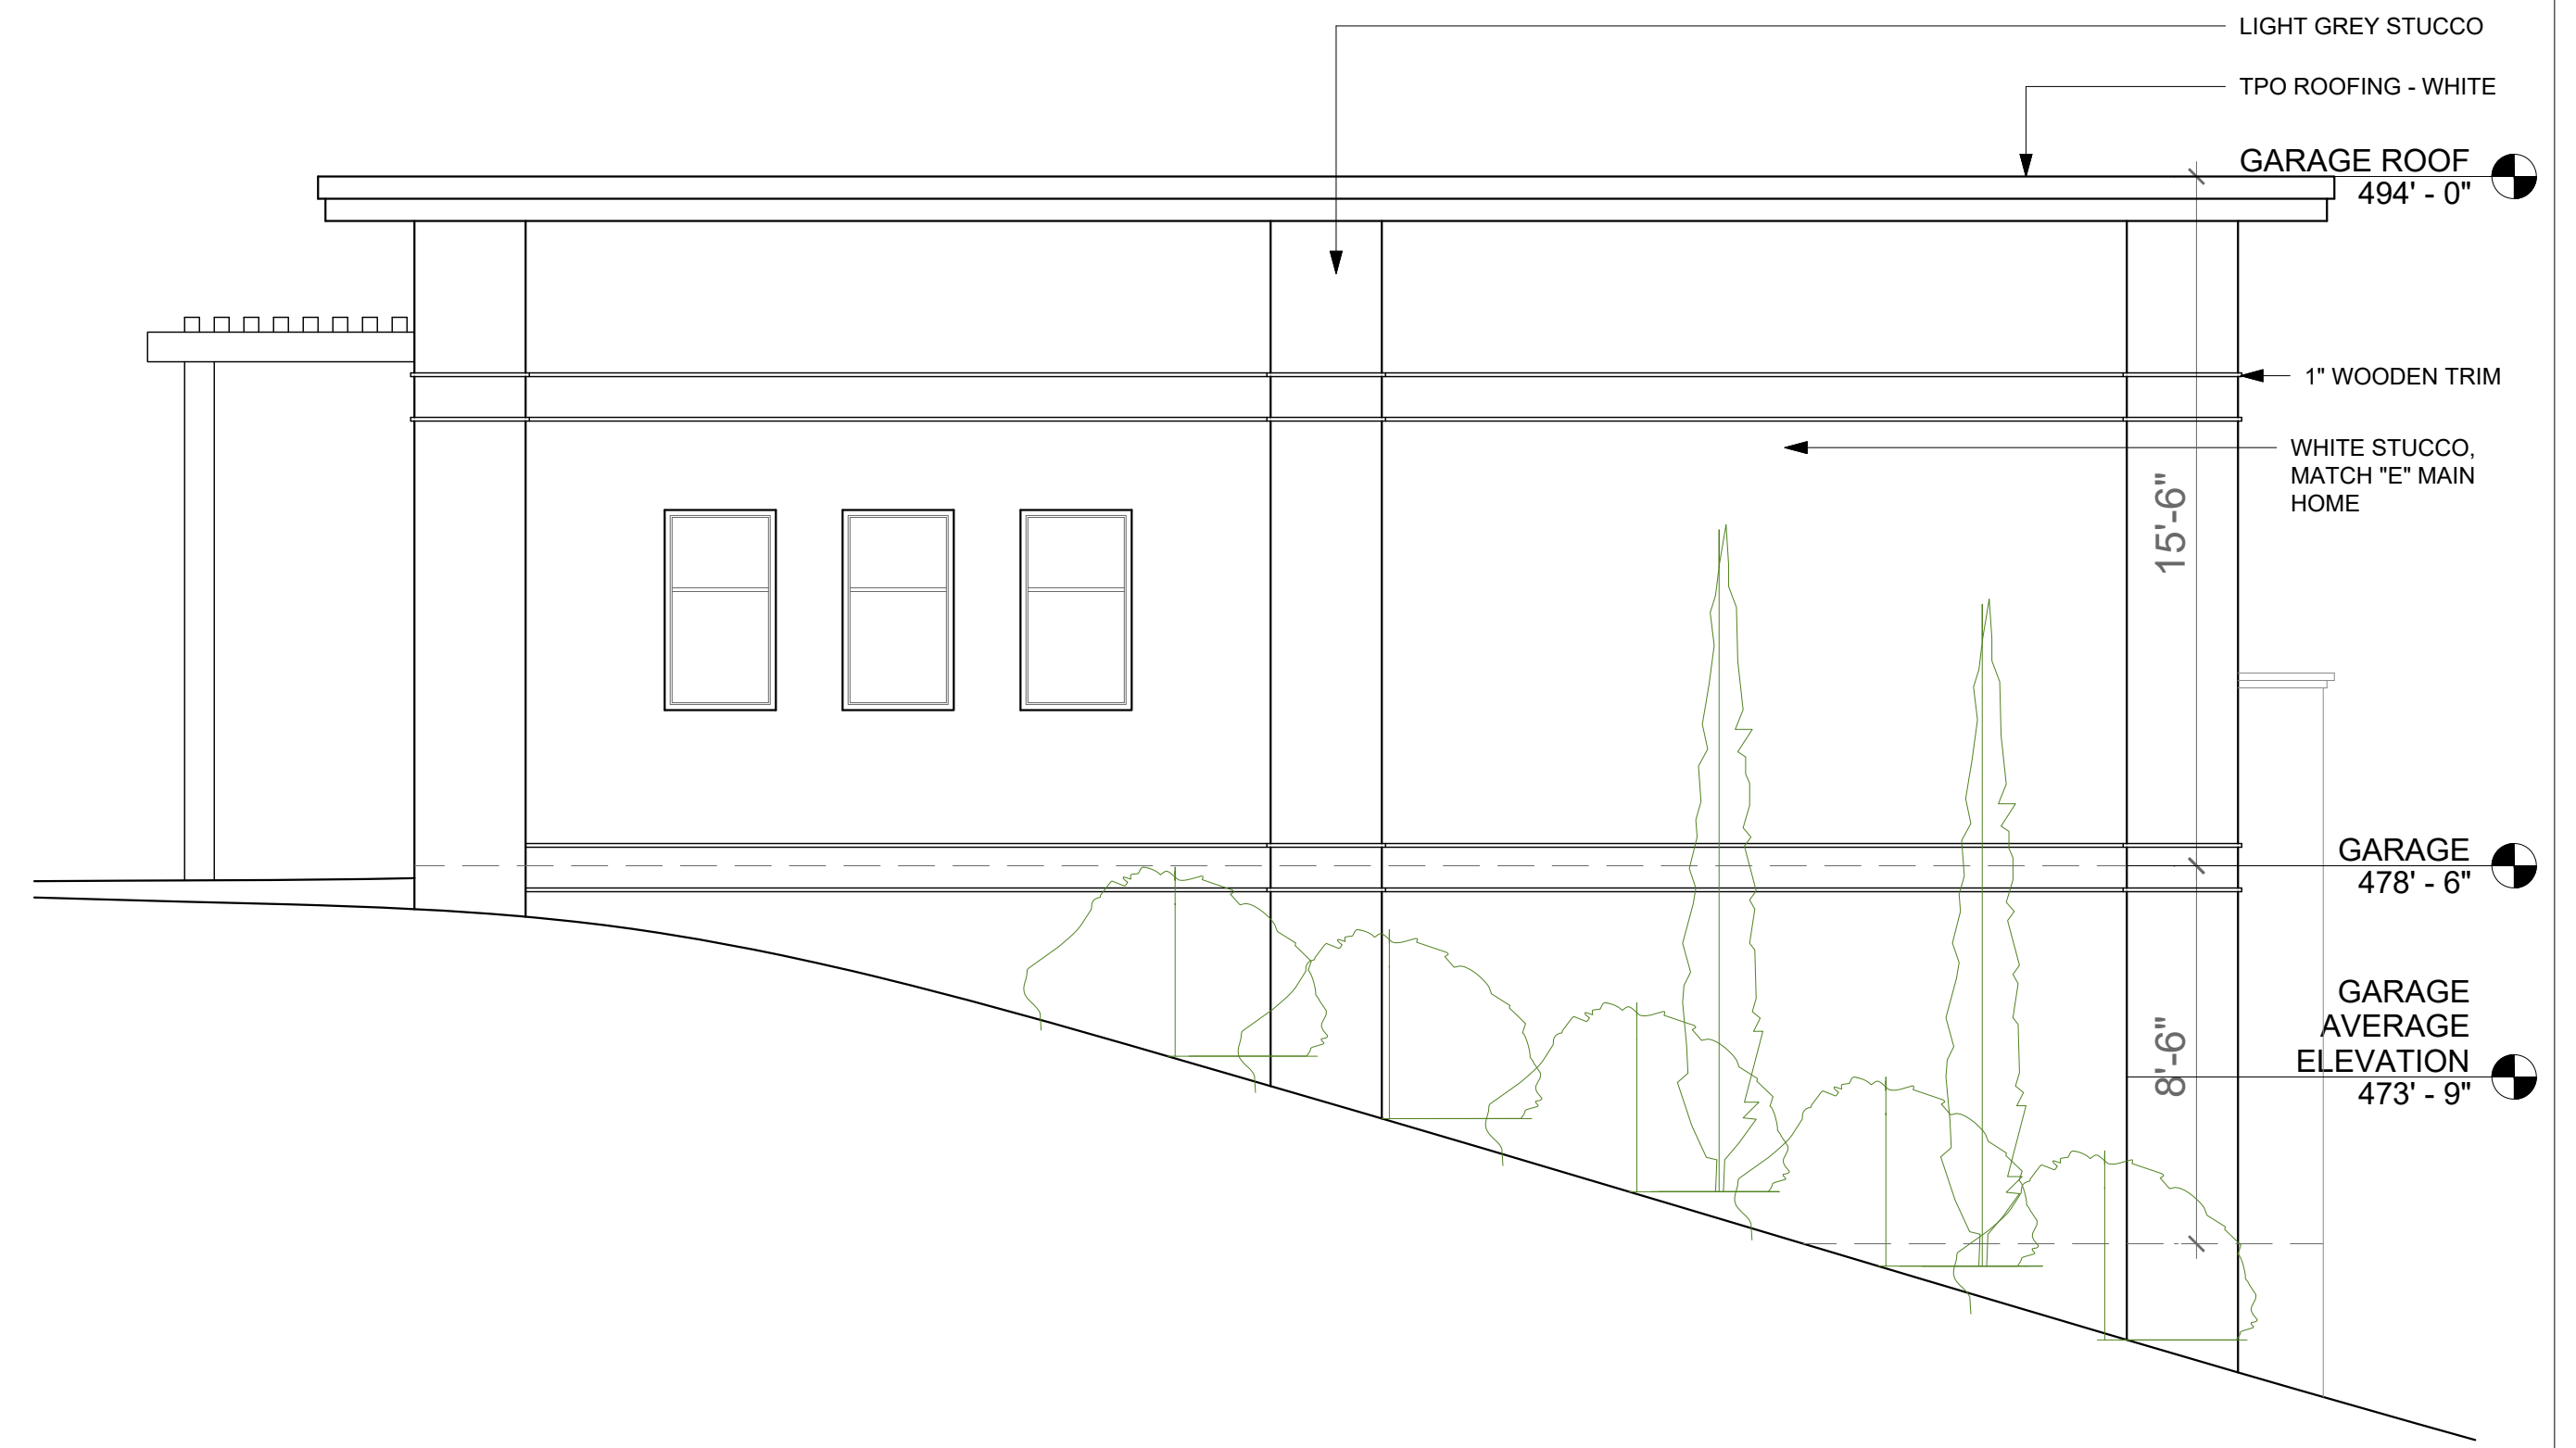 LIGHT GREY STUCCO
TPO ROOFING - WHITE
GARAGE ROOF
494' - 0"
1" WOODEN TRIM
WHITE STUCCO,
MATCH "E" MAIN
HOME
15'-6"
GARAGE
478' - 6"
GARAGE
AVERAGE
ELEVATION
473' - 9"
8'-6"